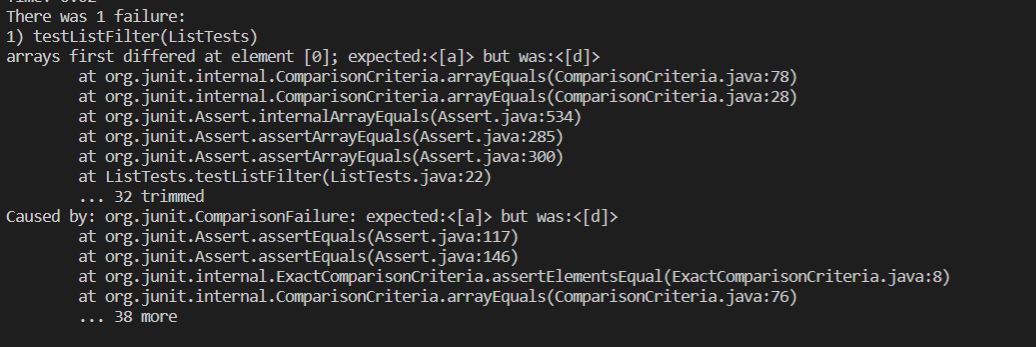 Time: 0.02
There was 1 failure:
1) testListFilter(ListTests)
arrays first differed at element [0]; expected:<[a]> but was:<[d]>
at org.junit.internal.ComparisonCriteria.arrayEquals(ComparisonCriteria.java:78)
at org.junit.internal.ComparisonCriteria.arrayEquals(ComparisonCriteria.java:28)
at org.junit.Assert.internalArrayEquals(Assert.java:534)
at org.junit.Assert.assertArrayEquals(Assert.java:285)
at org.junit.Assert.assertArrayEquals(Assert.java:300)
at ListTests.testListFilter(ListTests.java:22)
... 32 trimmed
Caused by: org.junit.ComparisonFailure: expected:<[a]> but was:<[d]>
at org.junit.Assert.assertEquals(Assert.java:117)
at org.junit.Assert.assertEquals(Assert.java:146)
at org.junit.internal.ExactComparisonCriteria.assertElementsEqual(ExactComparisonCriteria.java:8)
at org.junit.internal.ComparisonCriteria.arrayEquals(ComparisonCriteria.java:76)
... 38 more